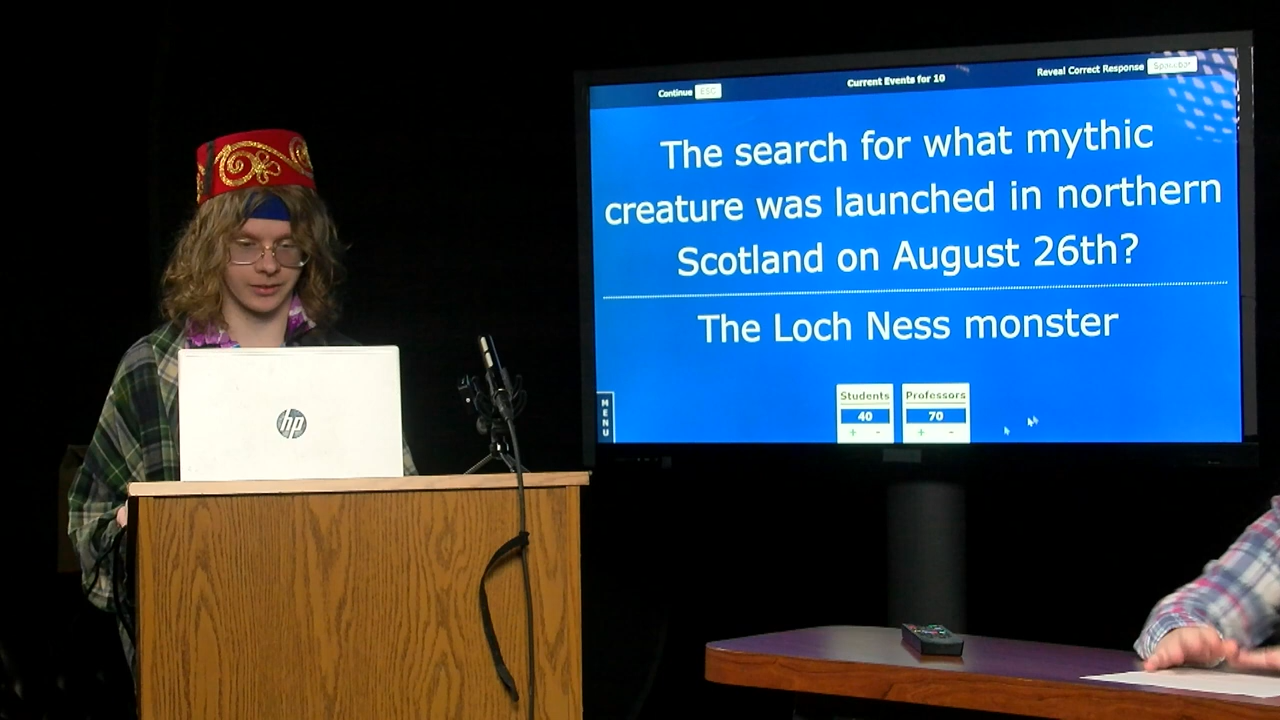 Continue ESC
Current Events for 10
Reveal Correct Response Spacebar
The search for what mythic
creature was launched in northern
Scotland on August 26th?
The Loch Ness monster
MENU
Students
40
+ -
Professors
70
+ -
hp